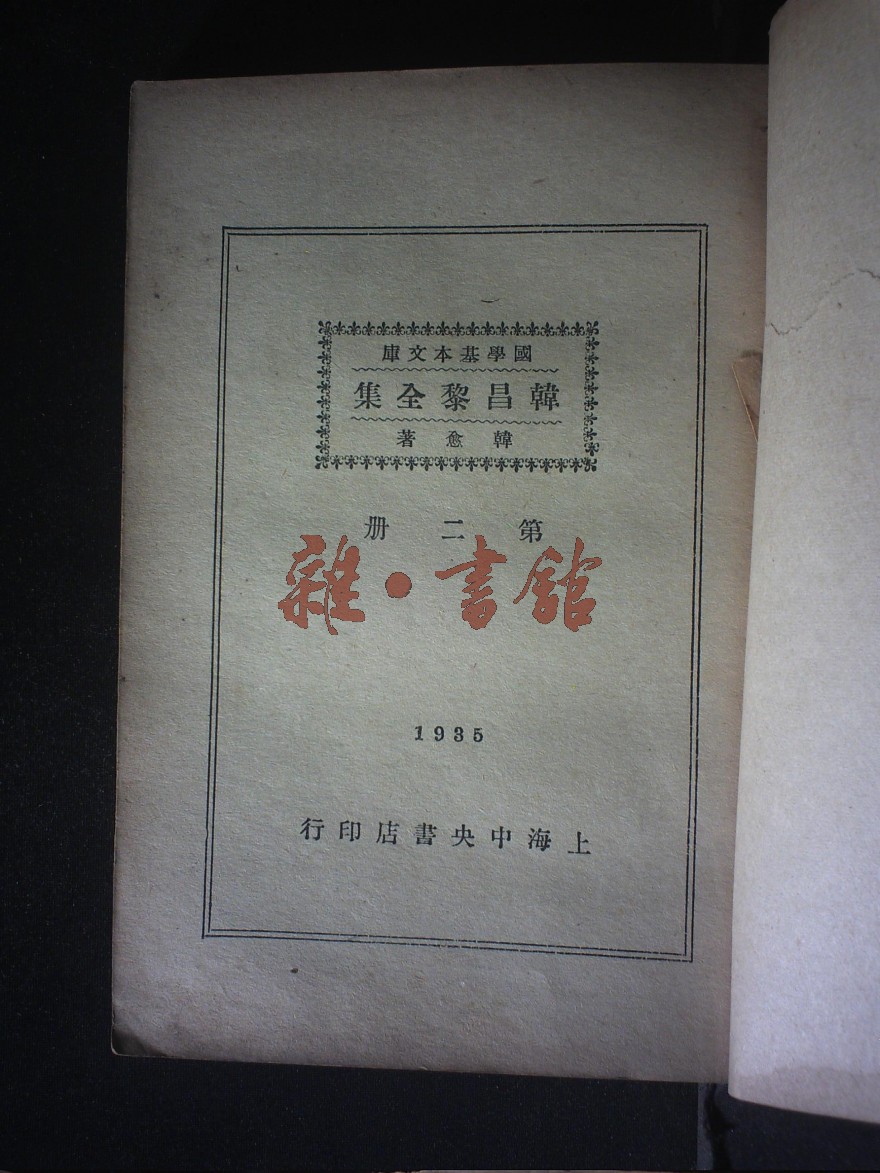 國學基本文庫
韓昌黎全集
韓愈著
第二册
雜•書館
1935
上海中央書店印行